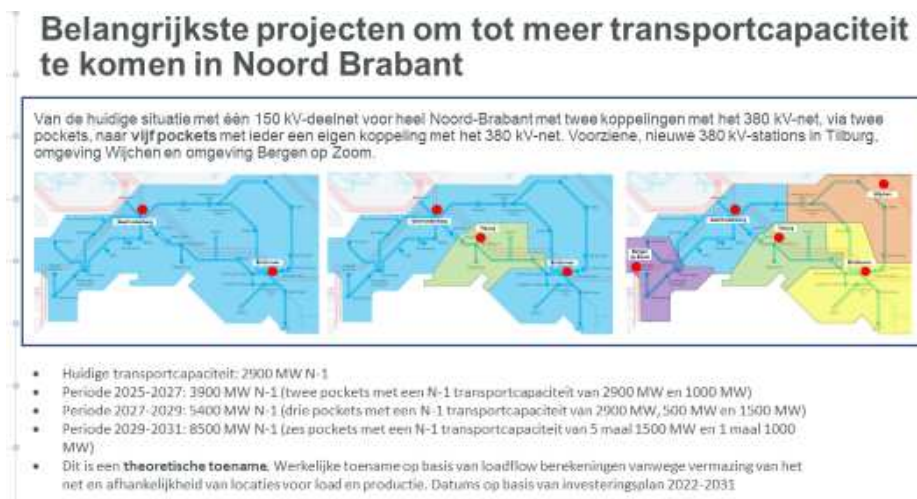 Belangrijkste projecten om tot meer transportcapaciteit
te komen in Noord Brabant
Van de huidige situatie met één 150 kV-deelnet voor heel Noord-Brabant met twee koppelingen met het 380 kV-net, via twee
pockets, naar vijf pockets met ieder een eigen koppeling met het 380 kV-net. Voorziene, nieuwe 380 kV-stations in Tilburg,
omgeving Wijchen en omgeving Bergen op Zoom.
Huidige transportcapaciteit: 2900 MW N-1
Periode 2025-2027: 3900 MW N-1 (twee pockets met een N-1 transportcapaciteit van 2900 MW en 1000 MW)
Periode 2027-2029: 5400 MW N-1 (drie pockets met een N-1 transportcapaciteit van 2900 MW, 500 MW en 1500 MW)
Periode 2029-2031: 8500 MW N-1 (zes pockets met een N-1 transportcapaciteit van 5 maal 1500 MW en 1 maal 1000
MW)
Dit is een theoretische toename. Werkelijke toename op basis van loadflow berekeningen vanwege vermazing van het
net en afhankelijkheid van locaties voor load en productie. Datums op basis van investeringsplan 2022-2031